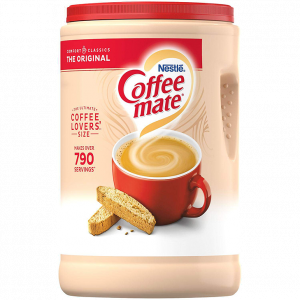 COMFORT CLASSICS
THE ORIGINAL
Nestlé
Coffee
mate®
THE ULTIMATE
COFFEE
LOVERS'
SIZE
MAKES OVER
790
SERVINGS*